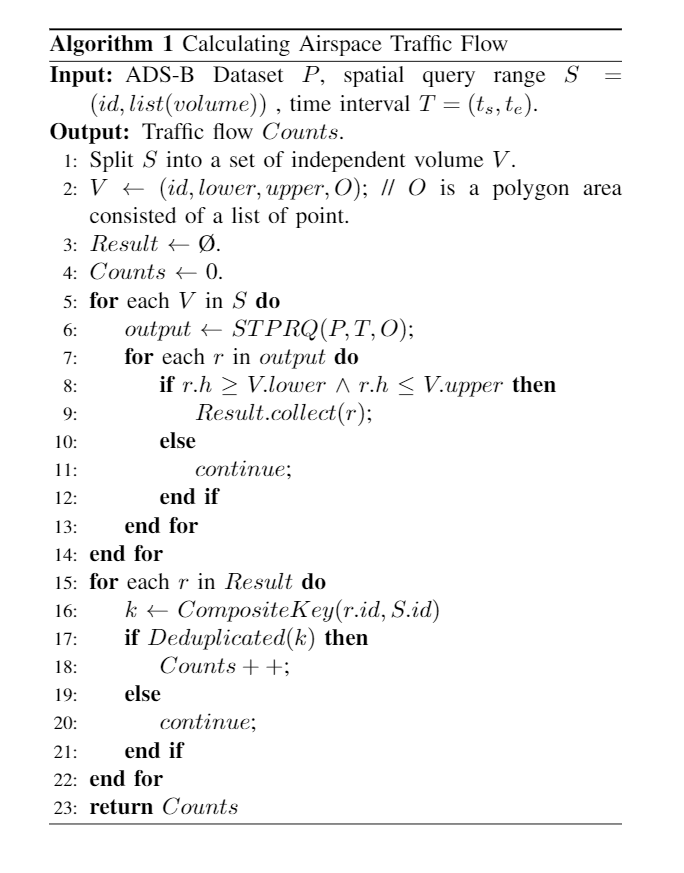 Algorithm 1 Calculating Airspace Traffic Flow
Input: ADS-B Dataset P, spatial query range S =
(id, list(volume)) , time interval T = (t_s, t_e).
Output: Traffic flow Counts.
1: Split S into a set of independent volume V.
2: V ← (id, lower, upper, O); // O is a polygon area
consisted of a list of point.
3: Result ← Ø.
4: Counts ← 0.
5: for each V in S do
6: output ← STPRQ(P, T, O);
7: for each r in output do
8: if r.h ≥ V.lower ∧ r.h ≤ V.upper then
9: Result.collect(r);
10: else
11: continue;
12: end if
13: end for
14: end for
15: for each r in Result do
16: k ← CompositeKey(r.id, S.id)
17: if Deduplicated(k) then
18: Counts + +;
19: else
20: continue;
21: end if
22: end for
23: return Counts